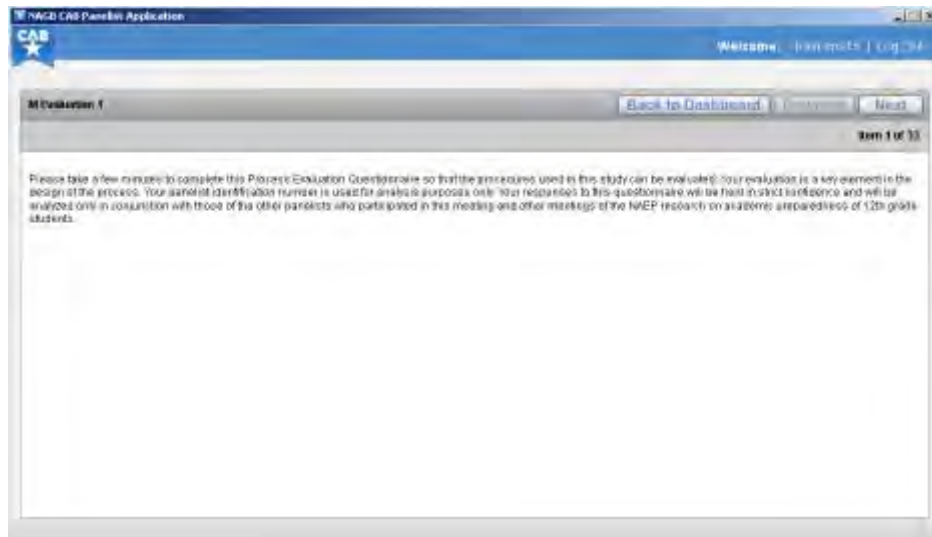 NAGB CAB Panelist Application
CAB
Welcome, | Log Out
M Evaluation 1
Back to Dashboard Previous Next
Item 1 of 33
Please take a few minutes to complete this Process Evaluation Questionnaire so that the procedures used in this study can be evaluated. Your evaluation is a key element in the
design of the process. Your panelist identification number is used for analysis purposes only. Your responses to this questionnaire will be held in strict confidence and will be
analyzed only in conjunction with those of the other panelists who participated in this meeting and other meetings of the NAEP research on academic preparedness of 12th grade
students.